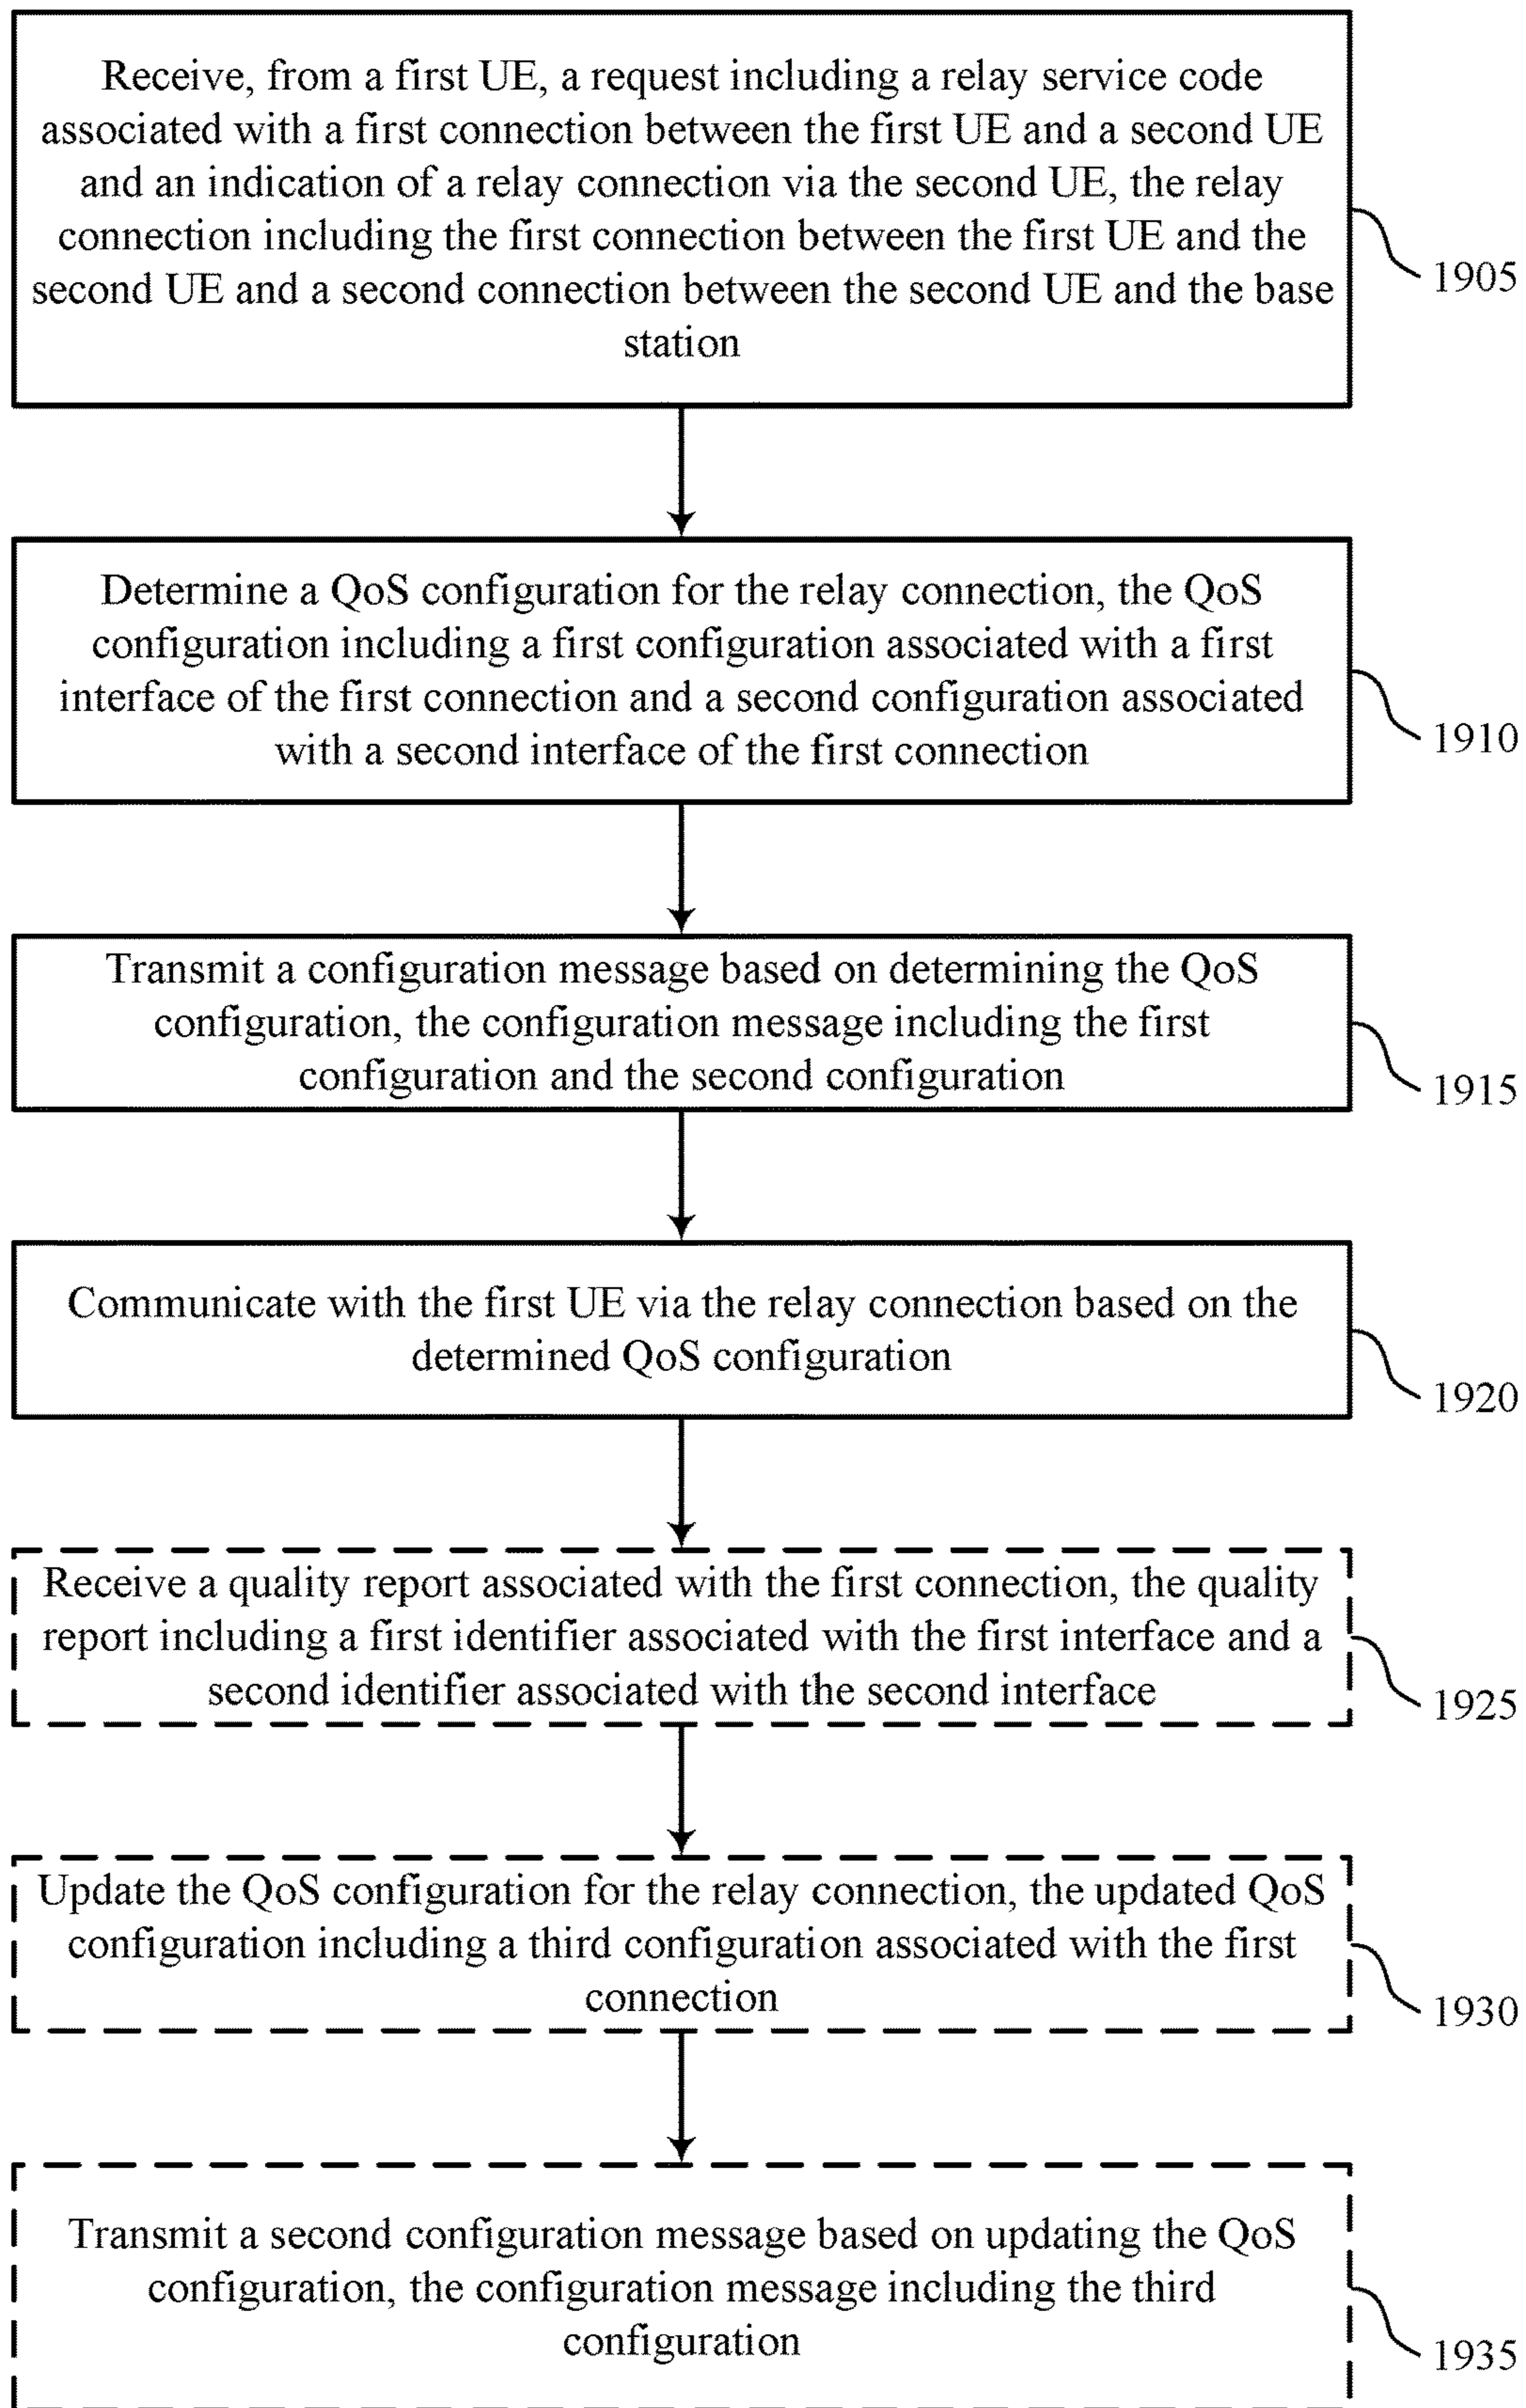 Receive, from a first UE, a request including a relay service code
associated with a first connection between the first UE and a second UE
and an indication of a relay connection via the second UE, the relay
connection including the first connection between the first UE and the
second UE and a second connection between the second UE and the base
station
1905
Determine a QoS configuration for the relay connection, the QoS
configuration including a first configuration associated with a first
interface of the first connection and a second configuration associated
with a second interface of the first connection
1910
Transmit a configuration message based on determining the QoS
configuration, the configuration message including the first
configuration and the second configuration
1915
Communicate with the first UE via the relay connection based on the
determined QoS configuration
1920
Receive a quality report associated with the first connection, the quality
report including a first identifier associated with the first interface and a
second identifier associated with the second interface
1925
Update the QoS configuration for the relay connection, the updated QoS
configuration including a third configuration associated with the first
connection
1930
Transmit a second configuration message based on updating the QoS
configuration, the configuration message including the third
configuration
1935